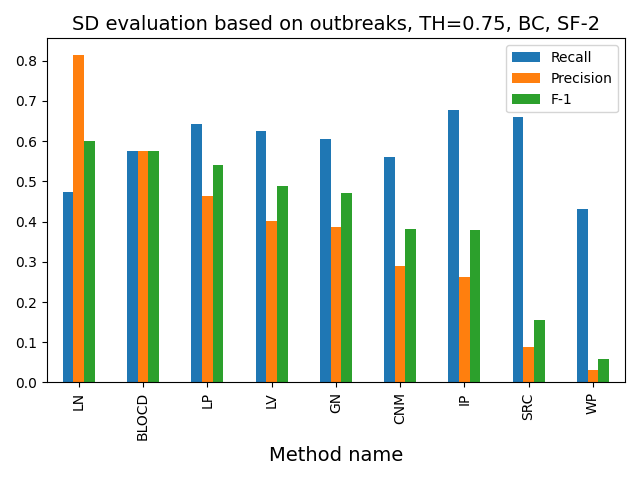 SD evaluation based on outbreaks, TH=0.75, BC, SF-2
Recall
Precision
F-1
0.8
0.7
0.6
0.5
0.4
0.3
0.2
0.1
0.0
LN
BLOCD
LP
LV
GN
CNM
IP
SRC
WP
Method name